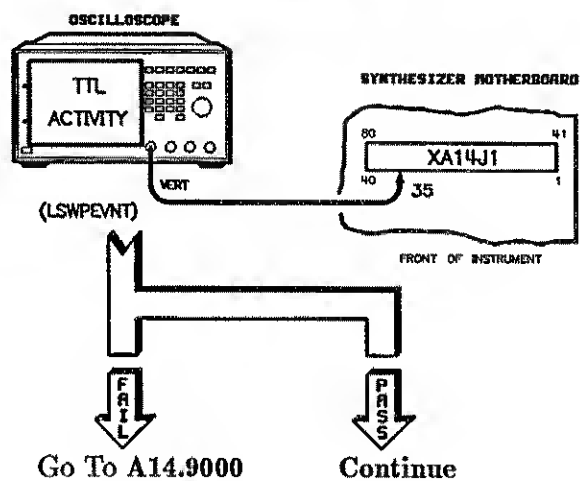 OSCILLOSCOPE
TTL
ACTIVITY
VERT
(LSWPEVNT)
SYNTHESIZER MOTHERBOARD
80
41
XA14J1
40
35
1
FRONT OF INSTRUMENT
FAIL
PASS
Go To A14.9000
Continue